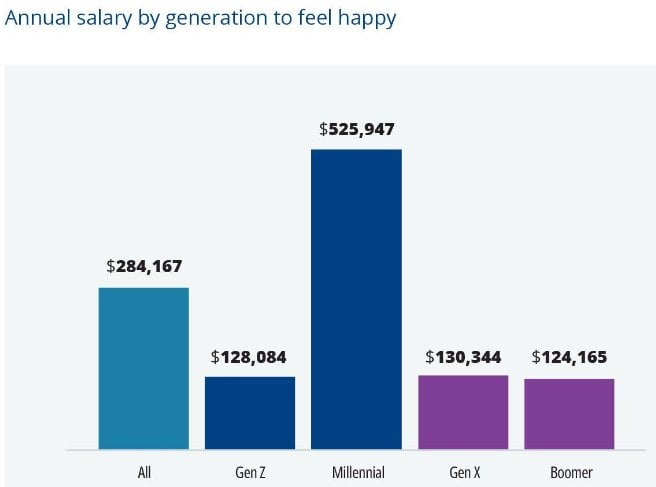 Annual salary by generation to feel happy
$525,947
$284,167
$128,084
$130,344
$124,165
All
Gen Z
Millennial
Gen X
Boomer